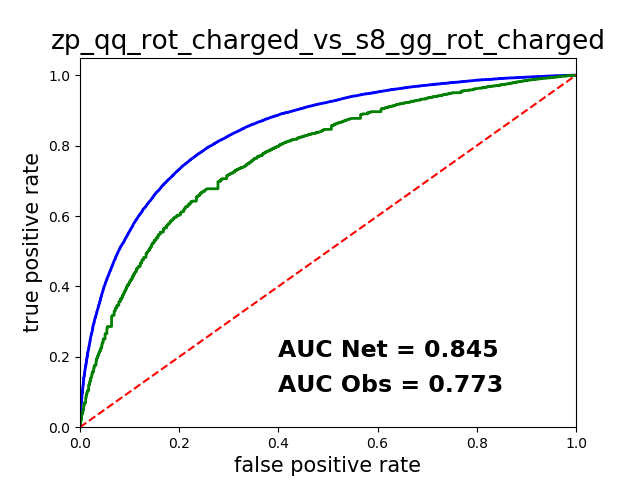 zp_qq_rot_charged_vs_s8_gg_rot_charged
1.0
0.8
0.6
0.4
0.2
0.0
true positive rate
AUC Net = 0.845
AUC Obs = 0.773
0.0 0.2 0.4 0.6 0.8 1.0
false positive rate